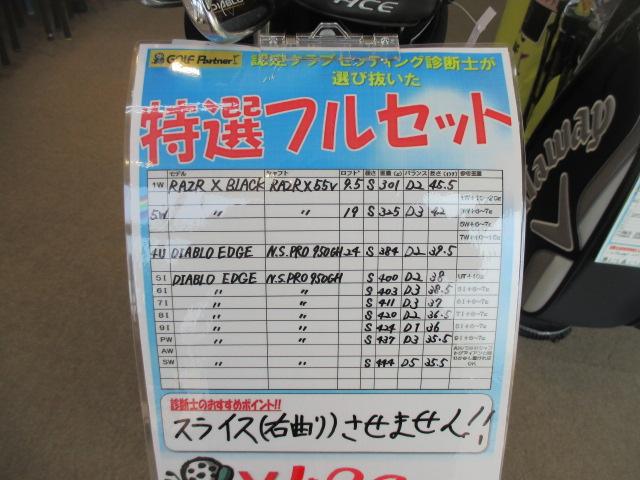 DIABLO
GOLF Partner
認定クラブセッティング診断士が
選び抜いた
特選フルセット
モデル シャフト ロフト 硬さ 重量(g) バランス 長さ(インチ) 参考重量
1W RAZR X BLACK RAZR X 55V 9.5 S 301 D2 45.5
5W 〃 〃 19 S 325 D3 42
4U DIABLO EDGE N.S.PRO 950GH 24 S 384 D2 39.5
5I DIABLO EDGE N.S.PRO 950GH S 400 D2 38
6I 〃 〃 S 403 D3 38.5
7I 〃 〃 S 411 D3 37
8I 〃 〃 S 420 D2 36.5
9I 〃 〃 S 424 D1 36
PW 〃 〃 S 437 D3 35.5
AW
SW 〃 〃 S 444 D5 35.5
診断士のおすすめポイント!!
スライス(右曲り)させません!!